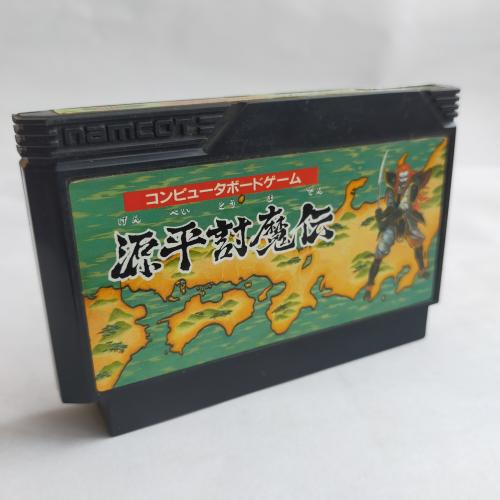 namcot
コンピュータボードゲーム
げん ぺい とう ま でん
源平討魔伝